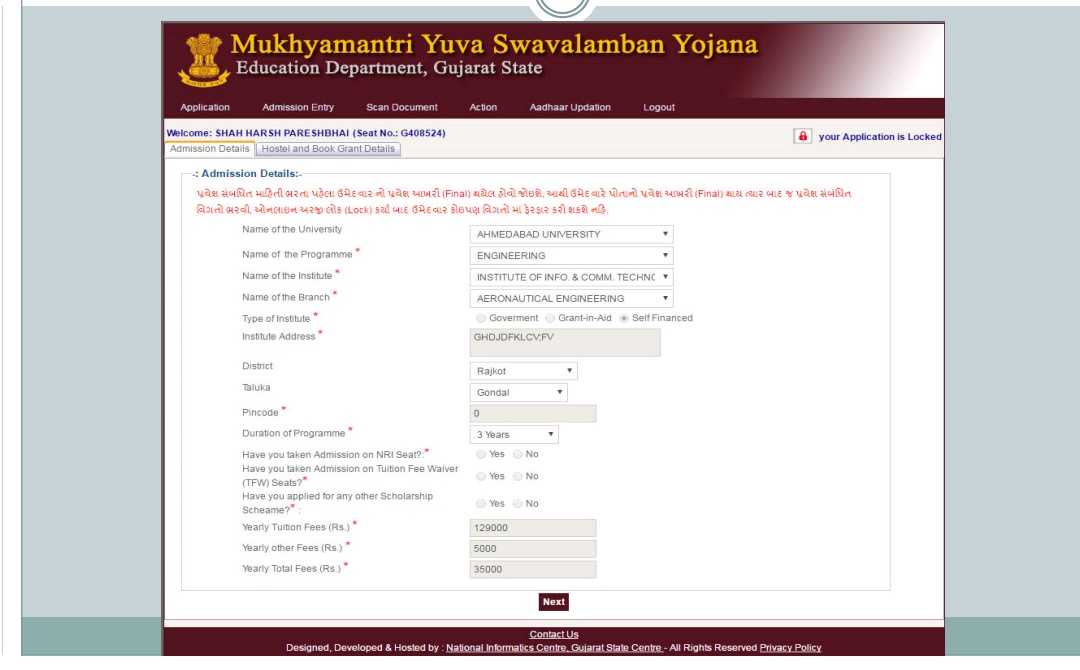 Mukhyamantri Yuva Swavalamban Yojana
Education Department, Gujarat State
Application Admission Entry Scan Document Action Aadhaar Updation Logout
Welcome: SHAH HARSH PARESHBHAI (Seat No.: G408524) your Application is Locked
Admission Details Hostel and Book Grant Details
-: Admission Details:-
પ્રવેશ સંબંધિત માહિતી ભરતા પહેલા ઉમેદવાર નો પ્રવેશ આખરી (Final) થયેલ હોવો જોઇશે. આથી ઉમેદવારે પોતાનો પ્રવેશ આખરી (Final) થાય ત્યાર બાદ જ પ્રવેશ સંબંધિત
વિગતો ભરવી. ઓનલાઇન અરજી લોક (Lock) કર્યા બાદ ઉમેદવાર કોઇપણ વિગતો માં ફેરફાર કરી શકશે નહિ.
Name of the University AHMEDABAD UNIVERSITY
Name of the Programme * ENGINEERING
Name of the Institute * INSTITUTE OF INFO. & COMM. TECHNC
Name of the Branch * AERONAUTICAL ENGINEERING
Type of Institute * Goverment Grant-in-Aid Self Financed
Institute Address * GHDJDFKLCV;FV
District Rajkot
Taluka Gondal
Pincode * 0
Duration of Programme * 3 Years
Have you taken Admission on NRI Seat?:* Yes No
Have you taken Admission on Tuition Fee Waiver
(TFW) Seats?* Yes No
Have you applied for any other Scholarship
Scheame?* : Yes No
Yearly Tuition Fees (Rs.) * 129000
Yearly other Fees (Rs.) * 5000
Yearly Total Fees (Rs.) * 35000
Next
Contact Us
Designed, Developed & Hosted by : National Informatics Centre, Gujarat State Centre - All Rights Reserved Privacy Policy